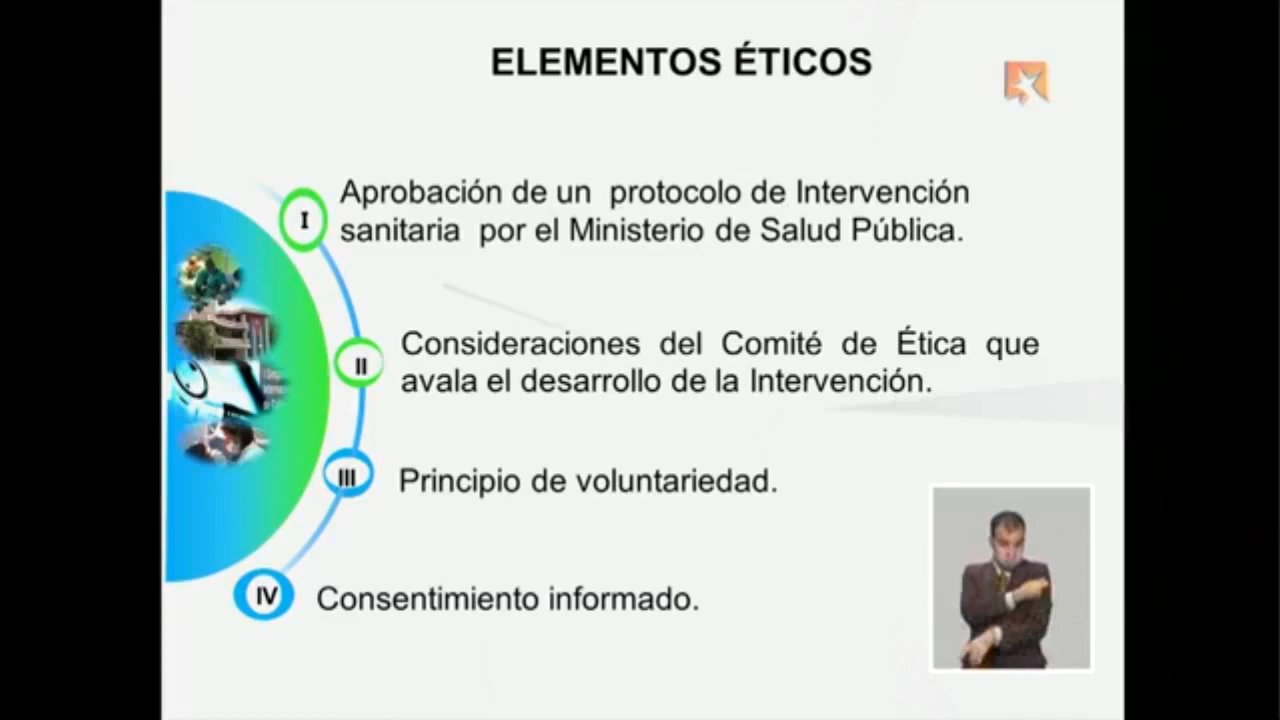 ELEMENTOS ÉTICOS
I
Aprobación de un protocolo de Intervención
sanitaria por el Ministerio de Salud Pública.
II
Consideraciones del Comité de Ética que
avala el desarrollo de la Intervención.
III
Principio de voluntariedad.
IV
Consentimiento informado.